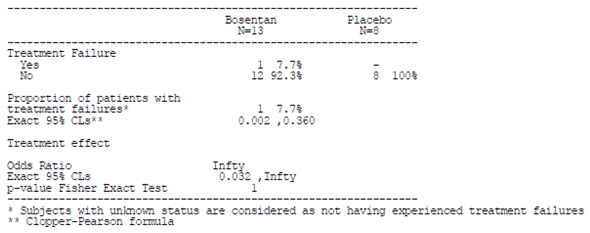 Bosentan Placebo
N=13 N=8
Treatment Failure
Yes 1 7.7% -
No 12 92.3% 8 100%
Proportion of patients with
treatment failures* 1 7.7%
Exact 95% CLs** 0.002 ,0.360
Treatment effect
Odds Ratio Infty
Exact 95% CLs 0.032 ,Infty
p-value Fisher Exact Test 1
* Subjects with unknown status are considered as not having experienced treatment failures
** Clopper-Pearson formula